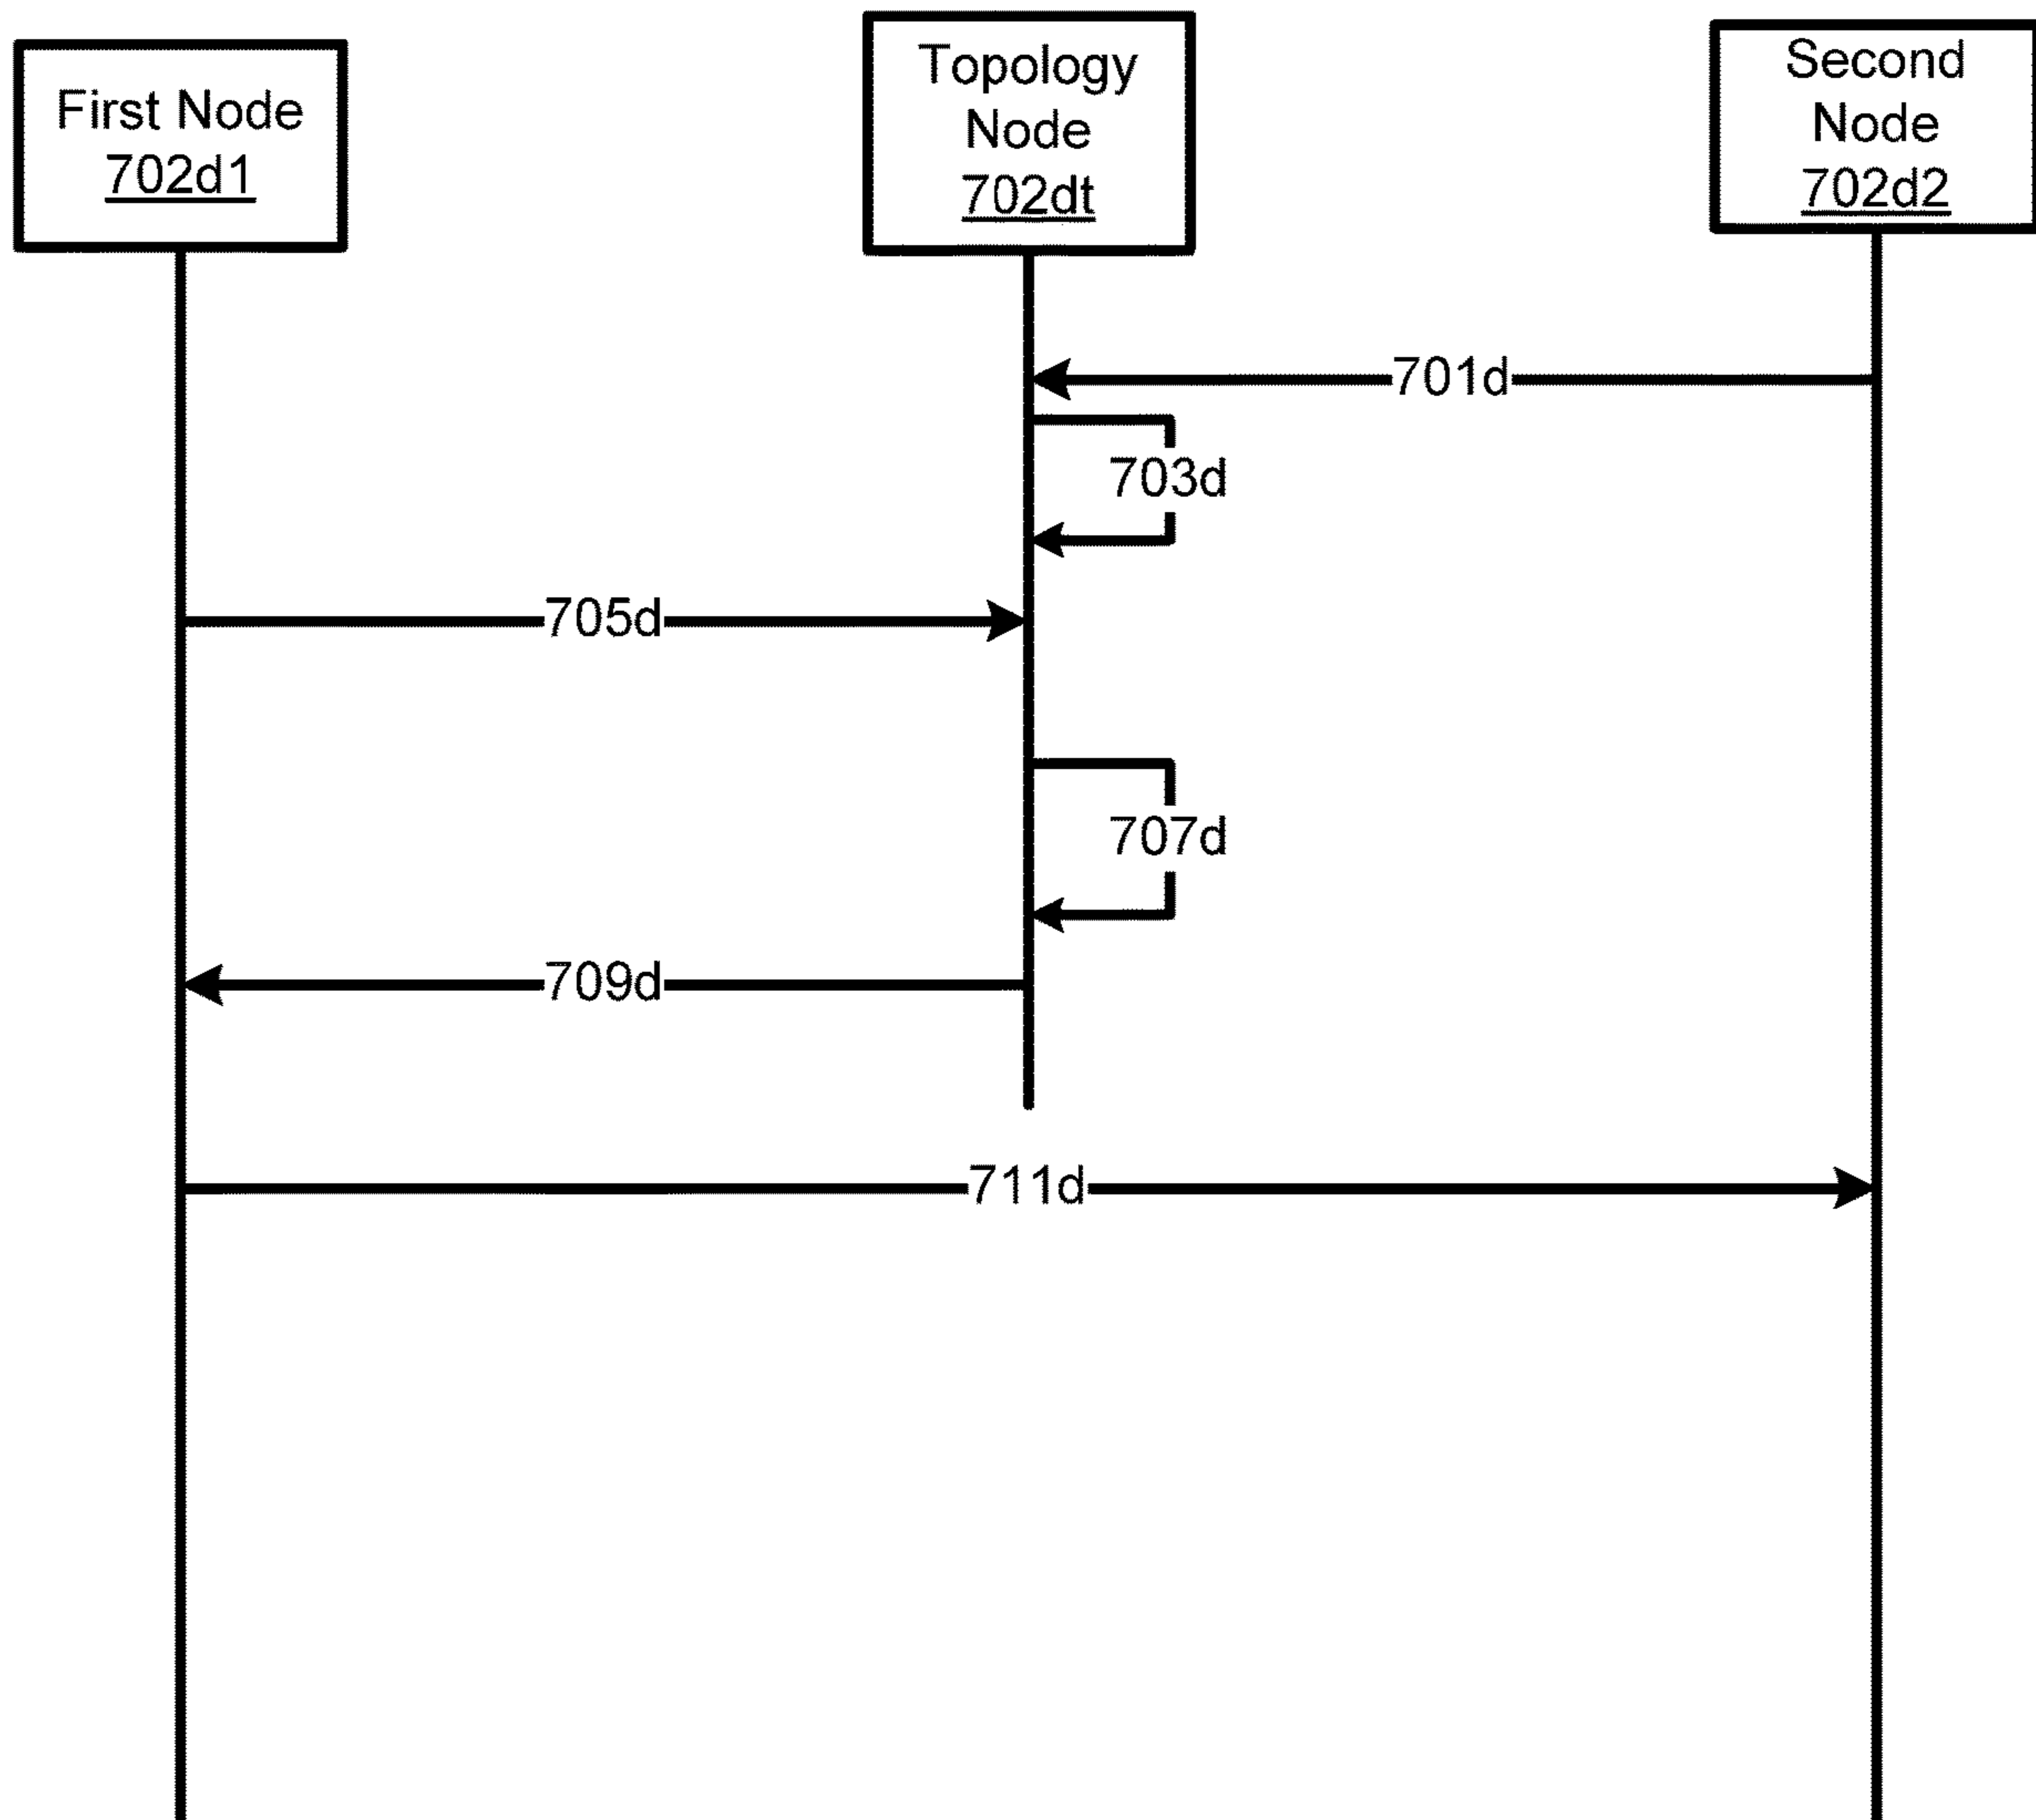 First Node
702d1
Topology
Node
702dt
Second
Node
702d2
701d
703d
705d
707d
709d
711d